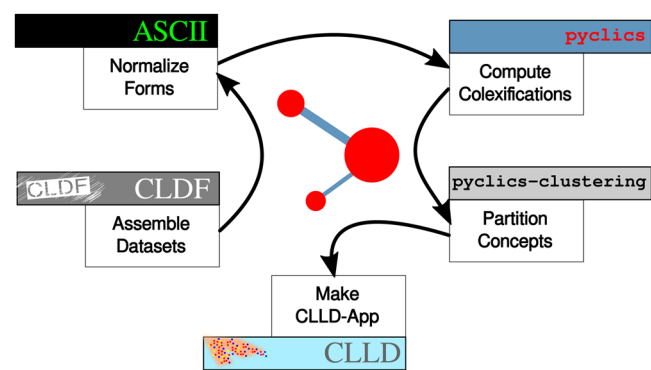 ASCII
Normalize
Forms
pyclics
Compute
Colexifications
CLDF
CLDF
Assemble
Datasets
pyclics-clustering
Partition
Concepts
Make
CLLD-App
CLLD